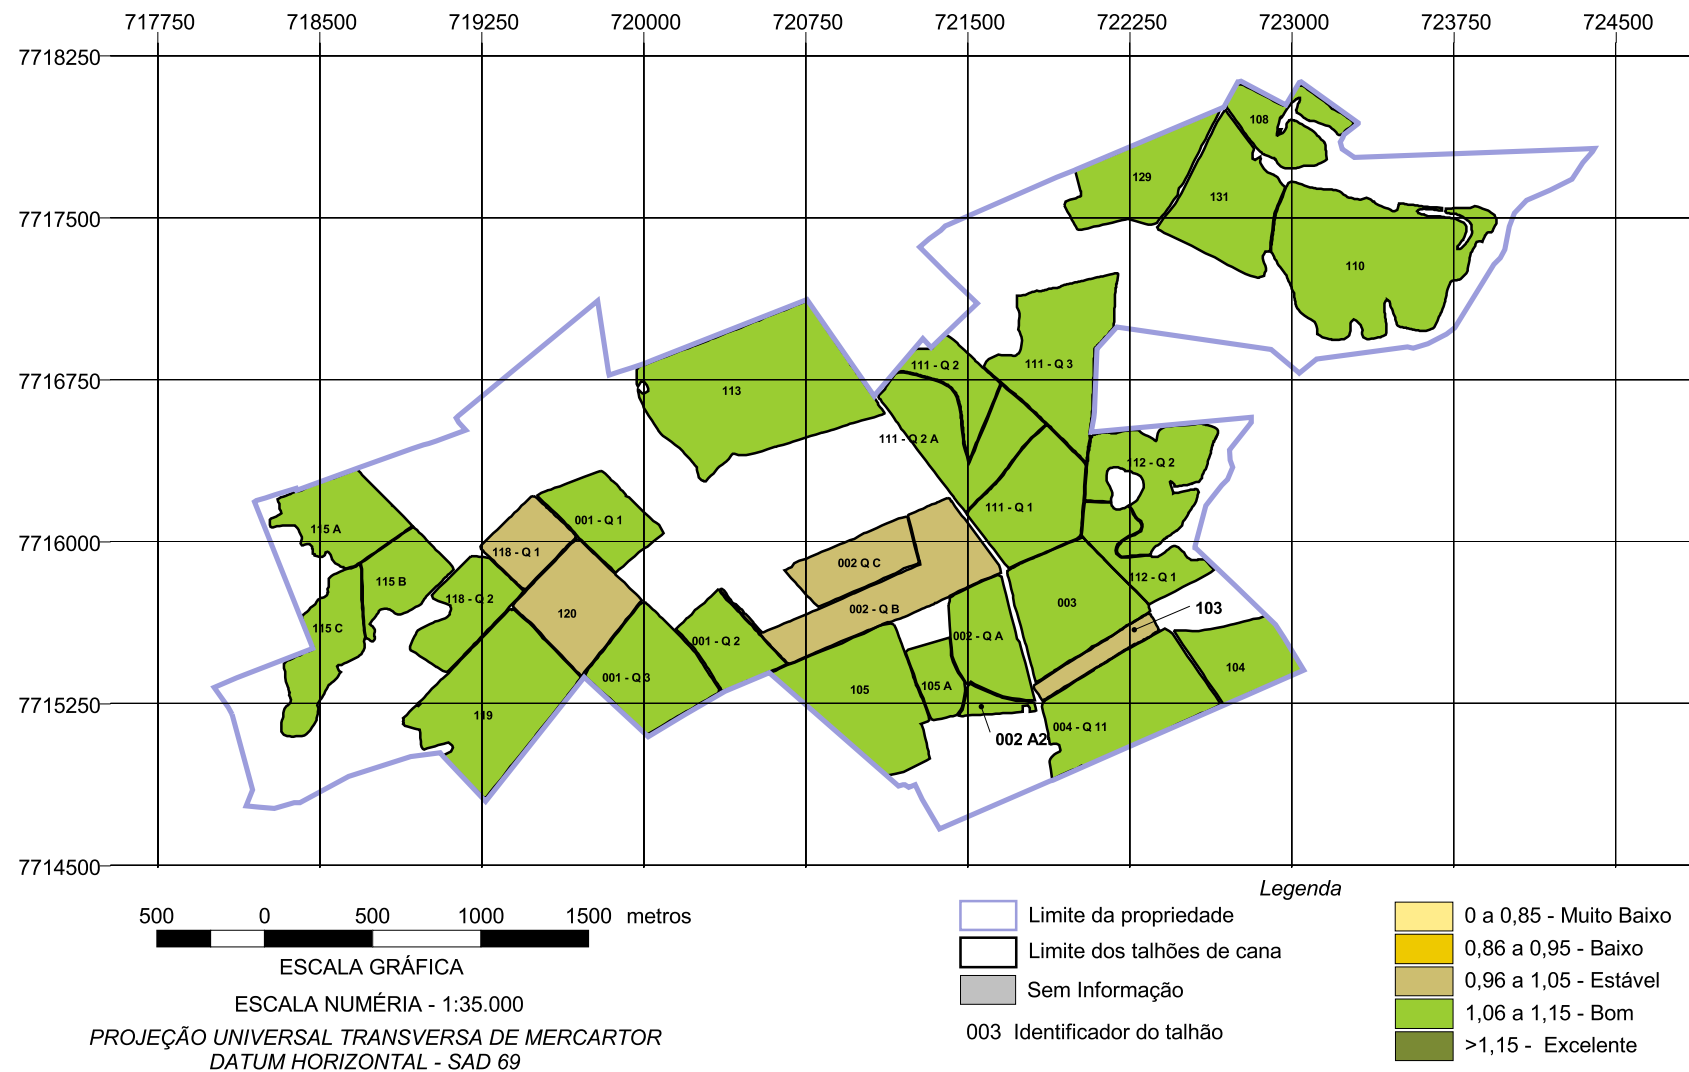 717750 718500 719250 720000 720750 721500 722250 723000 723750 724500
7718250
108
129
131
7717500
110
7716750
111 - Q 2
111 - Q 3
113
111 - Q 2 A
112 - Q 2
111 - Q 1
001 - Q 1
115 A
7716000
118 - Q 1
002 Q C
115 B
112 - Q 1
118 - Q 2
003
002 - Q B
103
120
115 C
002 - Q A
001 - Q 2
104
001 - Q 3
105
105 A
7715250
119
004 - Q 11
002 A2
7714500
Legenda
500 0 500 1000 1500 metros
ESCALA GRÁFICA
ESCALA NUMÉRIA - 1:35.000
PROJEÇÃO UNIVERSAL TRANSVERSA DE MERCARTOR
DATUM HORIZONTAL - SAD 69
Limite da propriedade
Limite dos talhões de cana
Sem Informação
003 Identificador do talhão
0 a 0,85 - Muito Baixo
0,86 a 0,95 - Baixo
0,96 a 1,05 - Estável
1,06 a 1,15 - Bom
>1,15 - Excelente